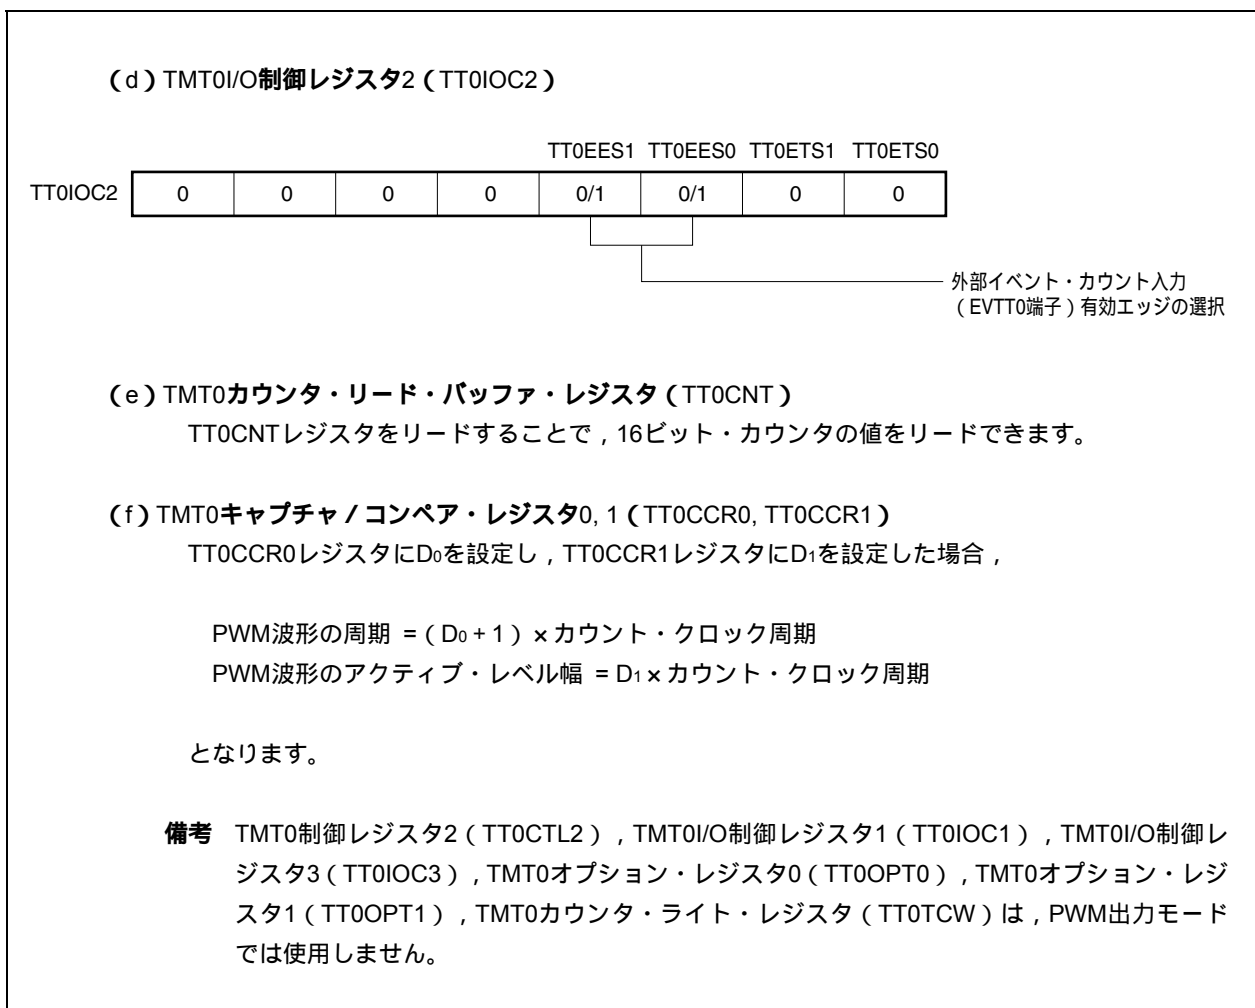 （d）TMT0I/O制御レジスタ2（TT0IOC2）
TT0EES1 TT0EES0 TT0ETS1 TT0ETS0
TT0IOC2 0 0 0 0 0/1 0/1 0 0
外部イベント・カウント入力
（EVTT0端子）有効エッジの選択
（e）TMT0カウンタ・リード・バッファ・レジスタ（TT0CNT）
TT0CNTレジスタをリードすることで，16ビット・カウンタの値をリードできます。
（f）TMT0キャプチャ／コンペア・レジスタ0, 1（TT0CCR0, TT0CCR1）
TT0CCR0レジスタにD0を設定し，TT0CCR1レジスタにD1を設定した場合，
PWM波形の周期 =（D0 + 1）× カウント・クロック周期
PWM波形のアクティブ・レベル幅 = D1 × カウント・クロック周期
となります。
備考 TMT0制御レジスタ2（TT0CTL2），TMT0I/O制御レジスタ1（TT0IOC1），TMT0I/O制御レ
ジスタ3（TT0IOC3），TMT0オプション・レジスタ0（TT0OPT0），TMT0オプション・レジ
スタ1（TT0OPT1），TMT0カウンタ・ライト・レジスタ（TT0TCW）は，PWM出力モード
では使用しません。